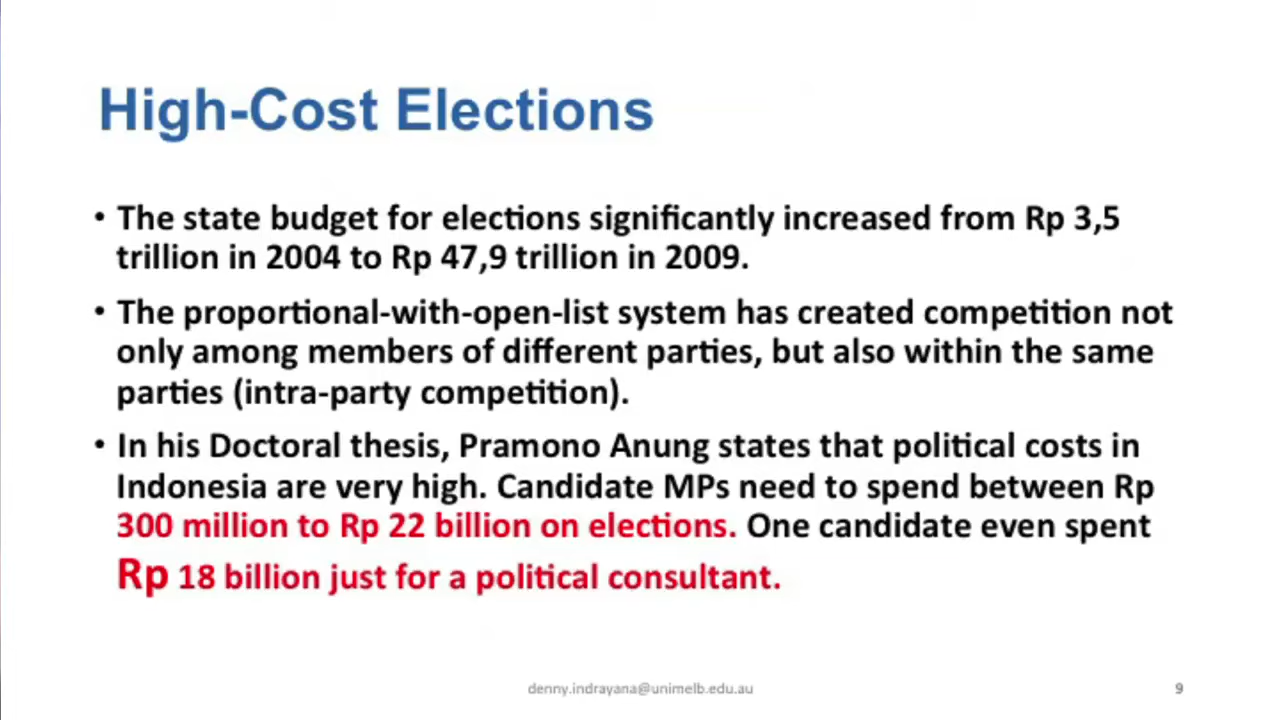 High-Cost Elections
• The state budget for elections significantly increased from Rp 3,5
trillion in 2004 to Rp 47,9 trillion in 2009.
• The proportional-with-open-list system has created competition not
only among members of different parties, but also within the same
parties (intra-party competition).
• In his Doctoral thesis, Pramono Anung states that political costs in
Indonesia are very high. Candidate MPs need to spend between Rp
300 million to Rp 22 billion on elections. One candidate even spent
Rp 18 billion just for a political consultant.
denny.indrayana@unimelb.edu.au
9